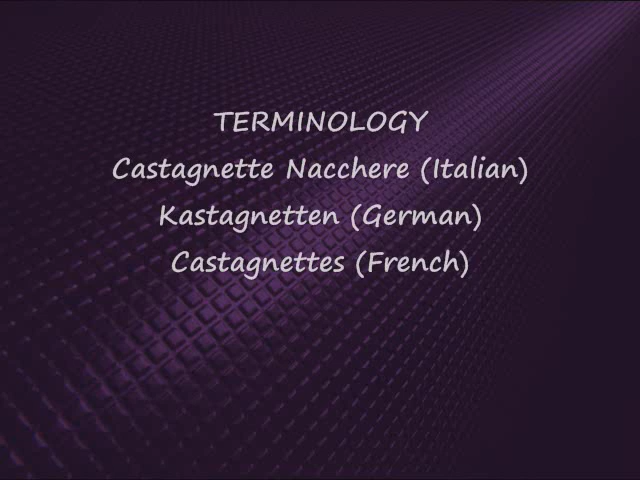 TERMINOLOGY
Castagnette Nacchere (Italian)
Kastagnetten (German)
Castagnettes (French)